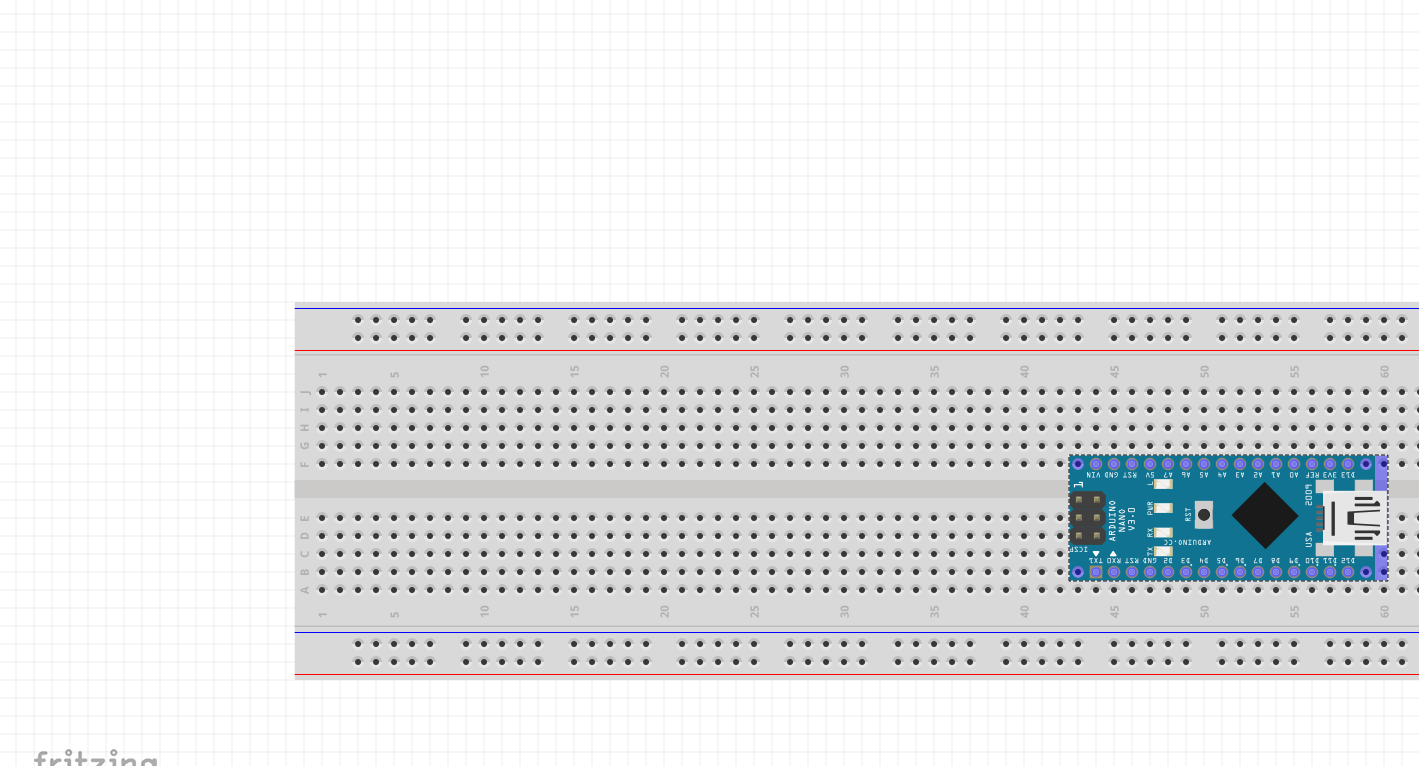 1 5 10 15 20 25 30 35 40 45 50 55 60
J
I
H
G
F
VIN GND RST 5V A7 A6 A5 A4 A3 A2 A1 A0 REF 3V3 D13
L
PWR
RX
TX
RST
ARDUINO
NANO
V3.0
ICSP
1
ARDUINO.CC
2009
USA
TX1 RX0 RST GND D2 D3 D4 D5 D6 D7 D8 D9 D10 D11 D12
E
D
C
B
A
1 5 10 15 20 25 30 35 40 45 50 55 60
fritzing